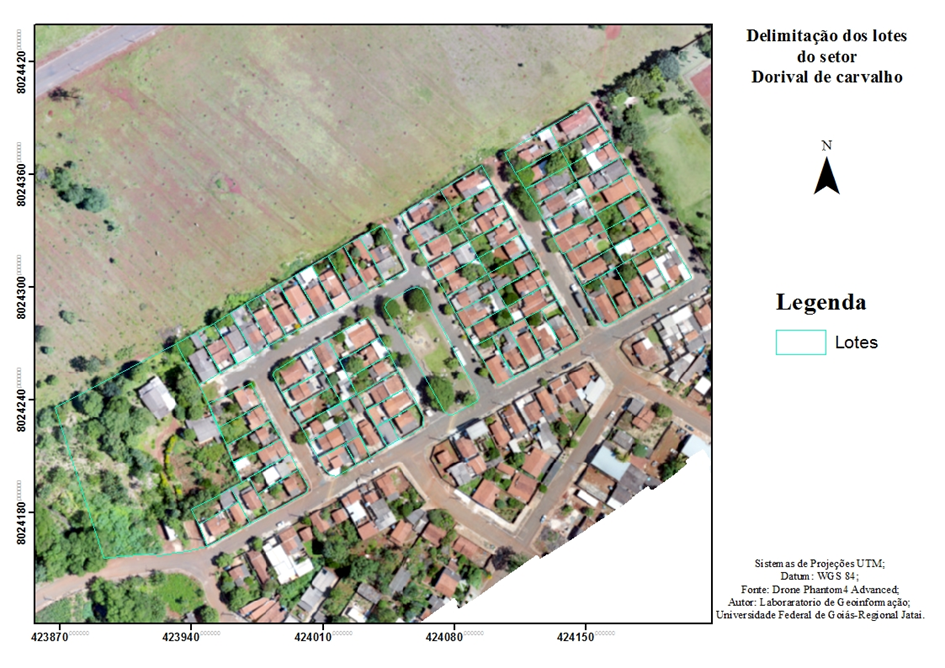 Delimitação dos lotes
do setor
Dorival de carvalho
N
Legenda
Lotes
Sistemas de Projeções UTM;
Datum: WGS 84;
Fonte: Drone Phantom4 Advanced;
Autor: Laboraratorio de Geoinformação;
Universidade Federal de Goiás-Regional Jatai.
8024420
8024360
8024300
8024240
8024180
423870
423940
424010
424080
424150